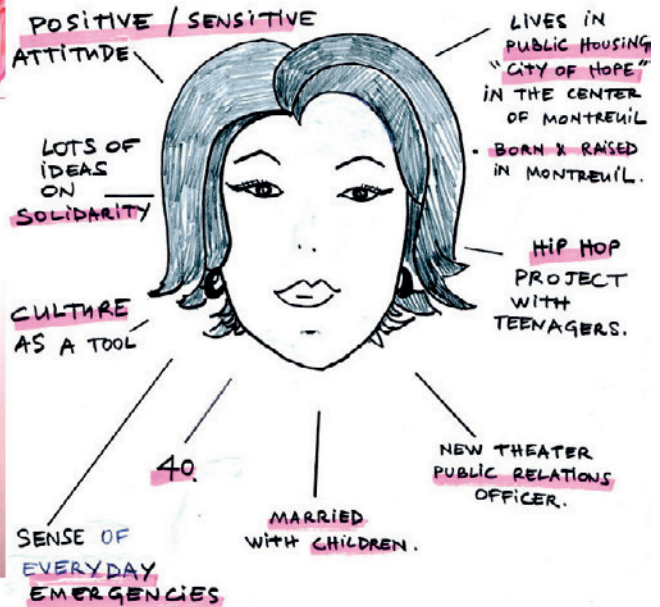 POSITIVE / SENSITIVE
ATTITUDE
LOTS OF
IDEAS
ON
SOLIDARITY
CULTURE
AS A TOOL
SENSE OF
EVERYDAY
EMERGENCIES
40.
MARRIED
WITH CHILDREN.
NEW THEATER
PUBLIC RELATIONS
OFFICER.
HIP HOP
PROJECT
WITH
TEENAGERS.
BORN & RAISED
IN MONTREUIL.
LIVES IN
PUBLIC HOUSING
"CITY OF HOPE"
IN THE CENTER
OF MONTREUIL